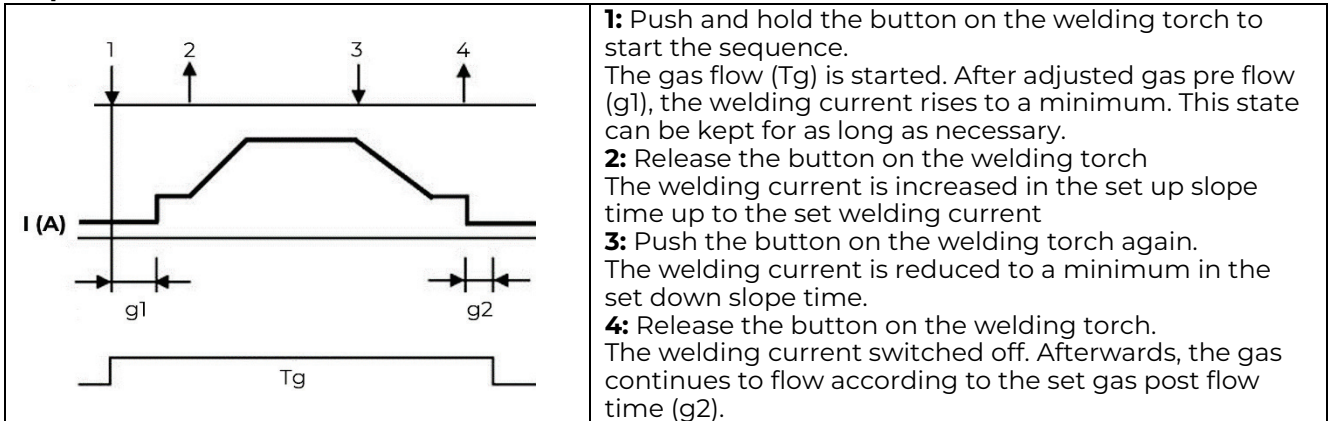 1 2 3 4
I (A)
g1 g2
Tg
1: Push and hold the button on the welding torch to
start the sequence.
The gas flow (Tg) is started. After adjusted gas pre flow
(g1), the welding current rises to a minimum. This state
can be kept for as long as necessary.
2: Release the button on the welding torch
The welding current is increased in the set up slope
time up to the set welding current
3: Push the button on the welding torch again.
The welding current is reduced to a minimum in the
set down slope time.
4: Release the button on the welding torch.
The welding current switched off. Afterwards, the gas
continues to flow according to the set gas post flow
time (g2).